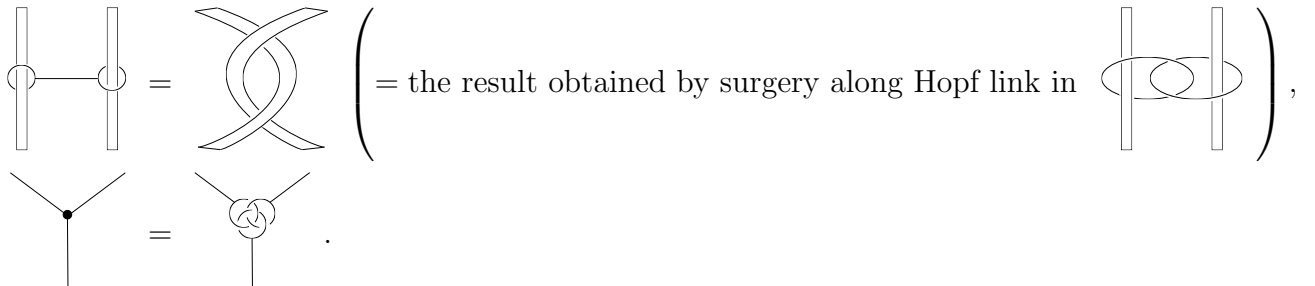 = ( = the result obtained by surgery along Hopf link in ) ,
= .